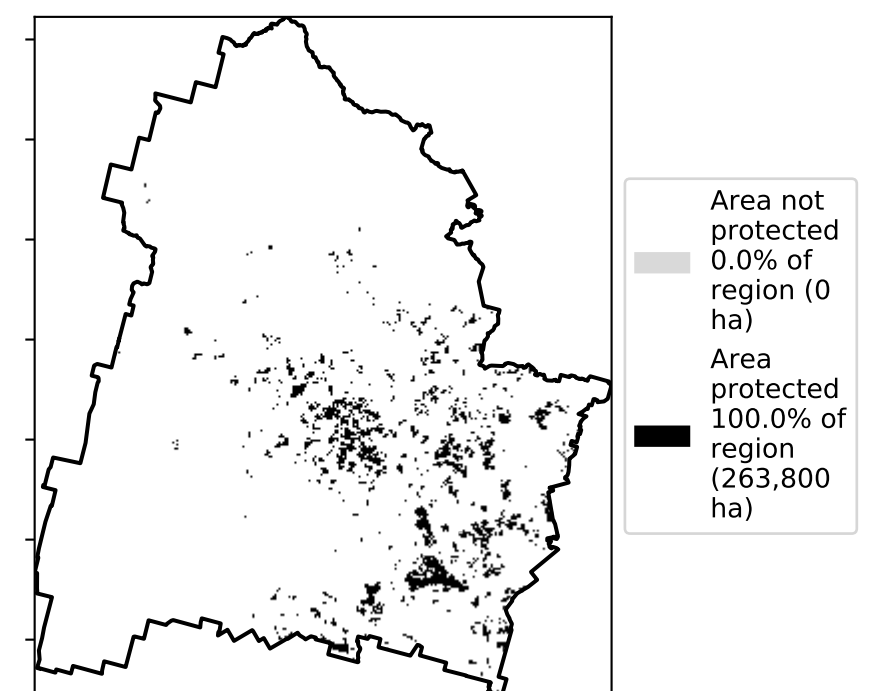 Area not
protected
0.0% of
region (0
ha)
Area
protected
100.0% of
region
(263,800
ha)